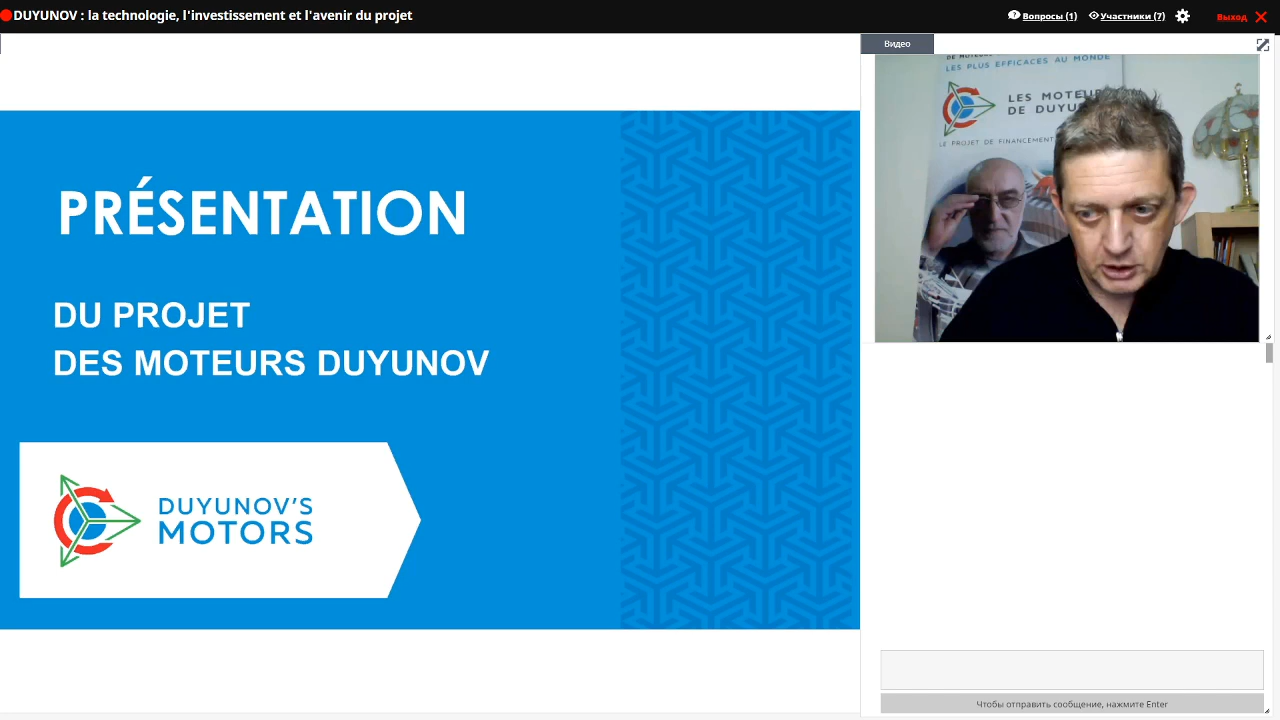 DUYUNOV : la technologie, l'investissement et l'avenir du projet
Вопросы (1)
Участники (7)
Выход
Видео
PRÉSENTATION
DU PROJET
DES MOTEURS DUYUNOV
DUYUNOV'S
MOTORS
DE MOTEURS
LES PLUS EFFICACES AU MONDE
LES MOTEUR
DE DUYU
LE PROJET DE FINANCEMENT
Чтобы отправить сообщение, нажмите Enter